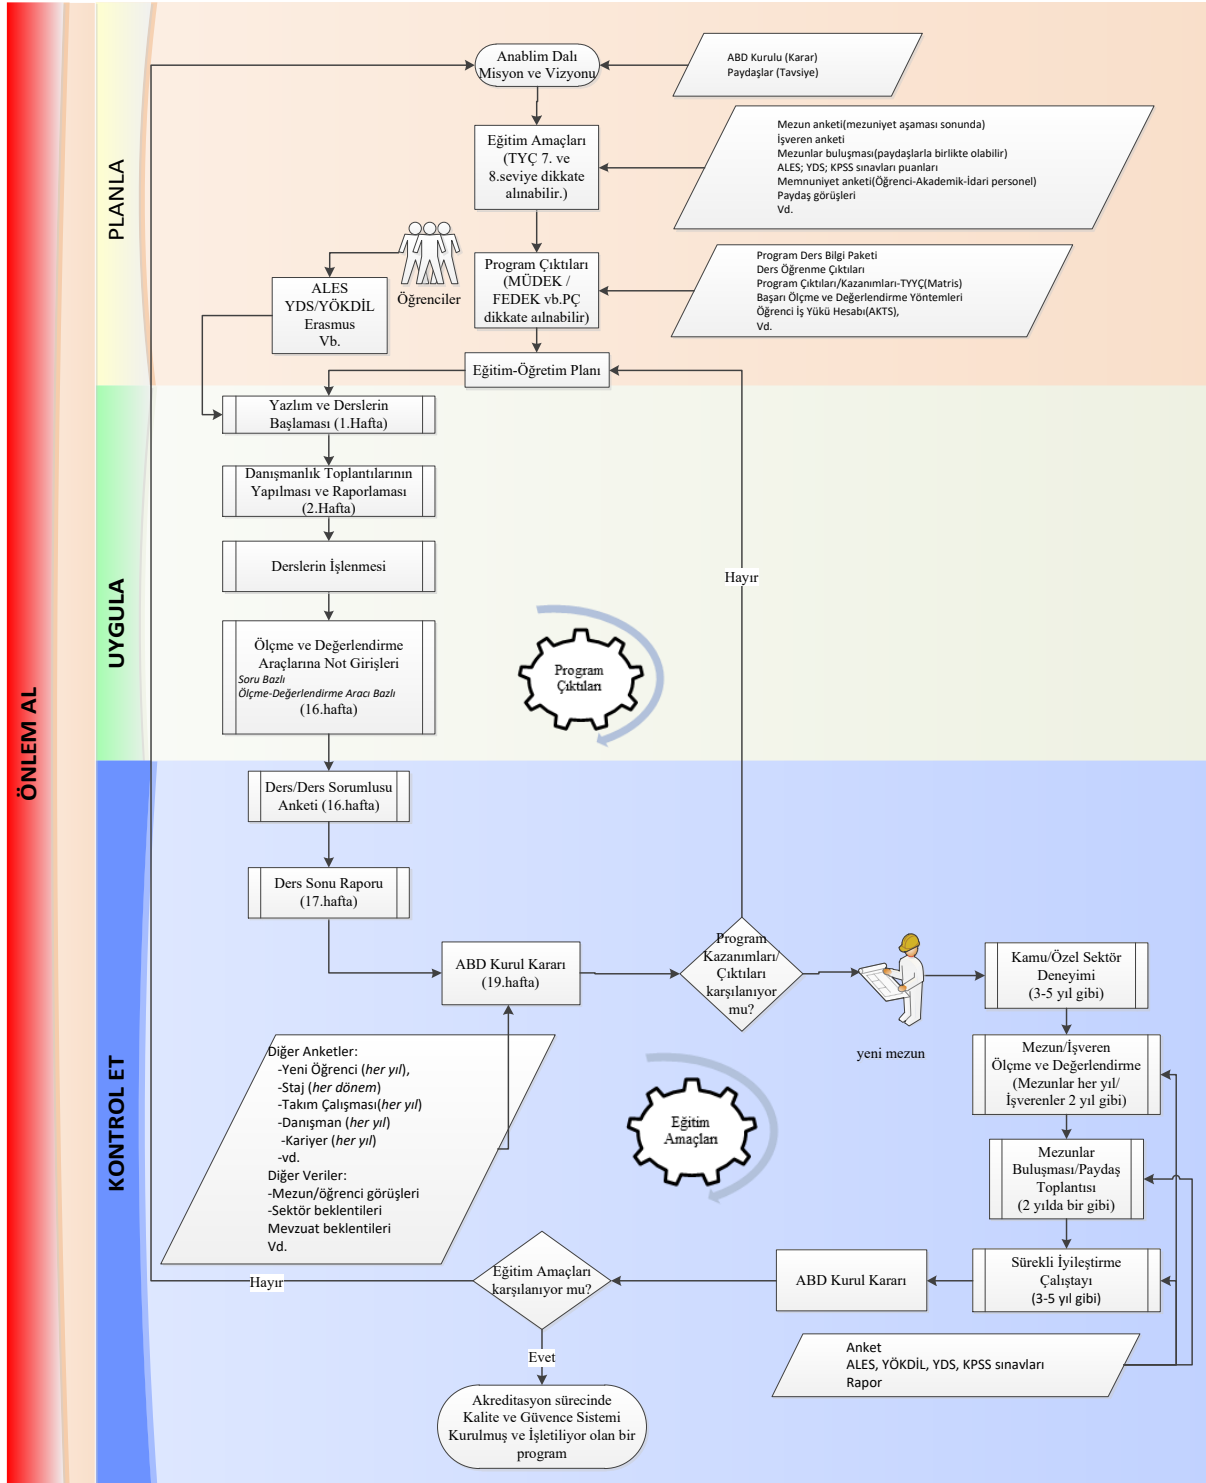 ÖNLEM AL
PLANLA
UYGULA
KONTROL ET
Anablim Dalı
Misyon ve Vizyonu
ABD Kurulu (Karar)
Paydaşlar (Tavsiye)
Eğitim Amaçları
(TYÇ 7. ve
8.seviye dikkate
alınabilir.)
Mezun anketi(mezuniyet aşaması sonunda)
İşveren anketi
Mezunlar buluşması(paydaşlarla birlikte olabilir)
ALES; YDS; KPSS sınavları puanları
Memnuniyet anketi(Öğrenci-Akademik-İdari personel)
Paydaş görüşleri
Vd.
Öğrenciler
ALES
YDS/YÖKDİL
Erasmus
Vb.
Program Çıktıları
(MÜDEK /
FEDEK vb.PÇ
dikkate aılnabilir)
Program Ders Bilgi Paketi
Ders Öğrenme Çıktıları
Program Çıktıları/Kazanımları-TYYÇ(Matris)
Başarı Ölçme ve Değerlendirme Yöntemleri
Öğrenci İş Yükü Hesabı(AKTS),
Vd.
Eğitim-Öğretim Planı
Yazlım ve Derslerin
Başlaması (1.Hafta)
Danışmanlık Toplantılarının
Yapılması ve Raporlaması
(2.Hafta)
Derslerin İşlenmesi
Hayır
Ölçme ve Değerlendirme
Araçlarına Not Girişleri
Soru Bazlı
Ölçme-Değerlendirme Aracı Bazlı
(16.hafta)
Program
Çıktıları
Ders/Ders Sorumlusu
Anketi (16.hafta)
Ders Sonu Raporu
(17.hafta)
ABD Kurul Kararı
(19.hafta)
Program
Kazanımları/
Çıktıları
karşılanıyor
mu?
yeni mezun
Kamu/Özel Sektör
Deneyimi
(3-5 yıl gibi)
Mezun/İşveren
Ölçme ve Değerlendirme
(Mezunlar her yıl/
İşverenler 2 yıl gibi)
Mezunlar
Buluşması/Paydaş
Toplantısı
(2 yılda bir gibi)
Sürekli İyileştirme
Çalıştayı
(3-5 yıl gibi)
Diğer Anketler:
-Yeni Öğrenci (her yıl),
-Staj (her dönem)
-Takım Çalışması(her yıl)
-Danışman (her yıl)
-Kariyer (her yıl)
-vd.
Diğer Veriler:
-Mezun/öğrenci görüşleri
-Sektör beklentileri
Mevzuat beklentileri
Vd.
Eğitim
Amaçları
ABD Kurul Kararı
Eğitim Amaçları
karşılanıyor mu?
Hayır
Evet
Anket
ALES, YÖKDİL, YDS, KPSS sınavları
Rapor
Akreditasyon sürecinde
Kalite ve Güvence Sistemi
Kurulmuş ve İşletiliyor olan bir
program